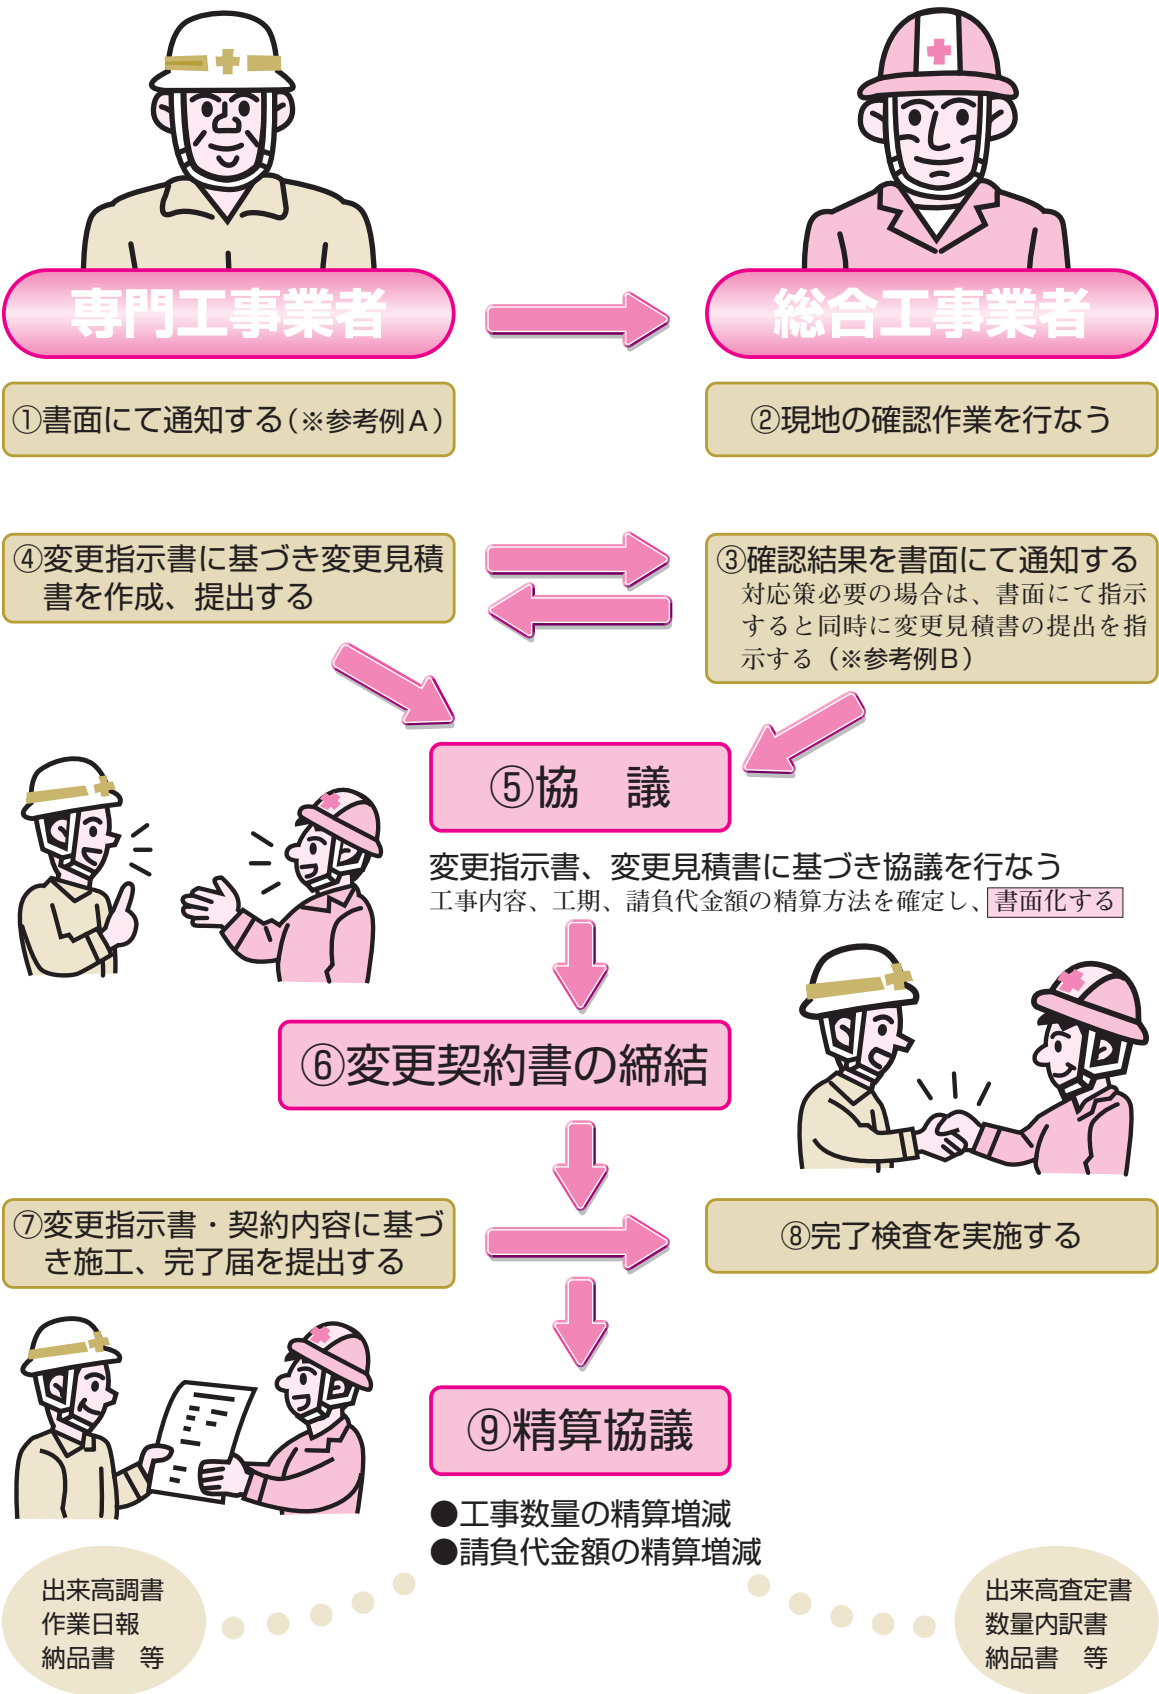 専門工事業者
総合工事業者
①書面にて通知する（※参考例Ａ）
②現地の確認作業を行なう
④変更指示書に基づき変更見積
書を作成、提出する
③確認結果を書面にて通知する
対応策必要の場合は、書面にて指示
すると同時に変更見積書の提出を指
示する（※参考例Ｂ）
⑤協　議
変更指示書、変更見積書に基づき協議を行なう
工事内容、工期、請負代金額の精算方法を確定し、書面化する
⑥変更契約書の締結
⑦変更指示書・契約内容に基づ
き施工、完了届を提出する
⑧完了検査を実施する
⑨精算協議
●工事数量の精算増減
●請負代金額の精算増減
出来高調書
作業日報
納品書　等
出来高査定書
数量内訳書
納品書　等